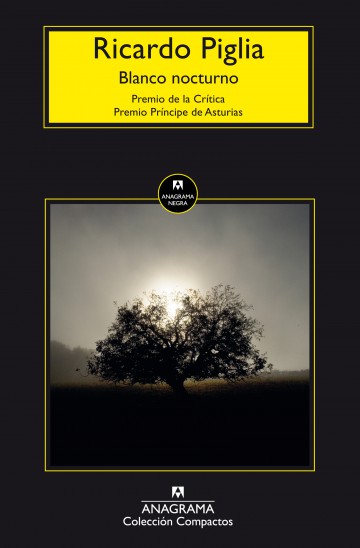 Ricardo Piglia
Blanco nocturno
Premio de la Crítica
Premio Príncipe de Asturias
ANAGRAMA
NEGRA
ANAGRAMA
Colección Compactos